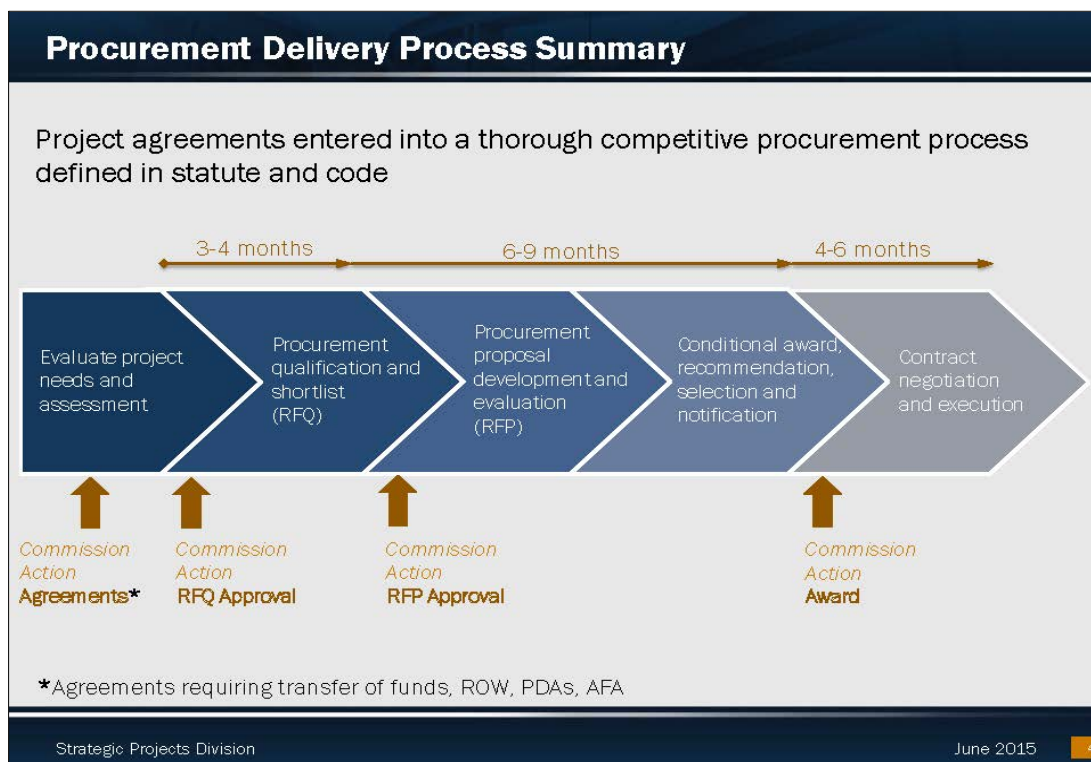 Procurement Delivery Process Summary
Project agreements entered into a thorough competitive procurement process
defined in statute and code
3-4 months
6-9 months
4-6 months
Evaluate project
needs and
assessment
Procurement
qualification and
shortlist
(RFQ)
Procurement
proposal
development and
evaluation
(RFP)
Conditional award,
recommendation,
selection and
notification
Contract
negotiation
and execution
Commission
Action
Agreements*
Commission
Action
RFQ Approval
Commission
Action
RFP Approval
Commission
Action
Award
*Agreements requiring transfer of funds, ROW, PDAs, AFA
Strategic Projects Division
June 2015
4